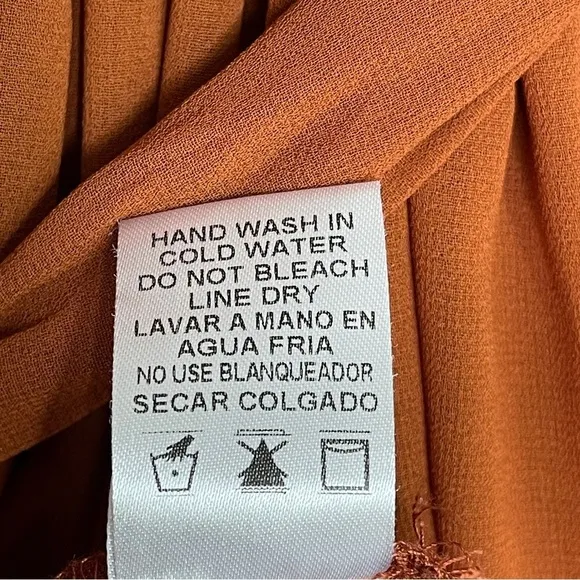 HAND WASH IN
COLD WATER
DO NOT BLEACH
LINE DRY
LAVAR A MANO EN
AGUA FRIA
NO USE BLANQUEADOR
SECAR COLGADO